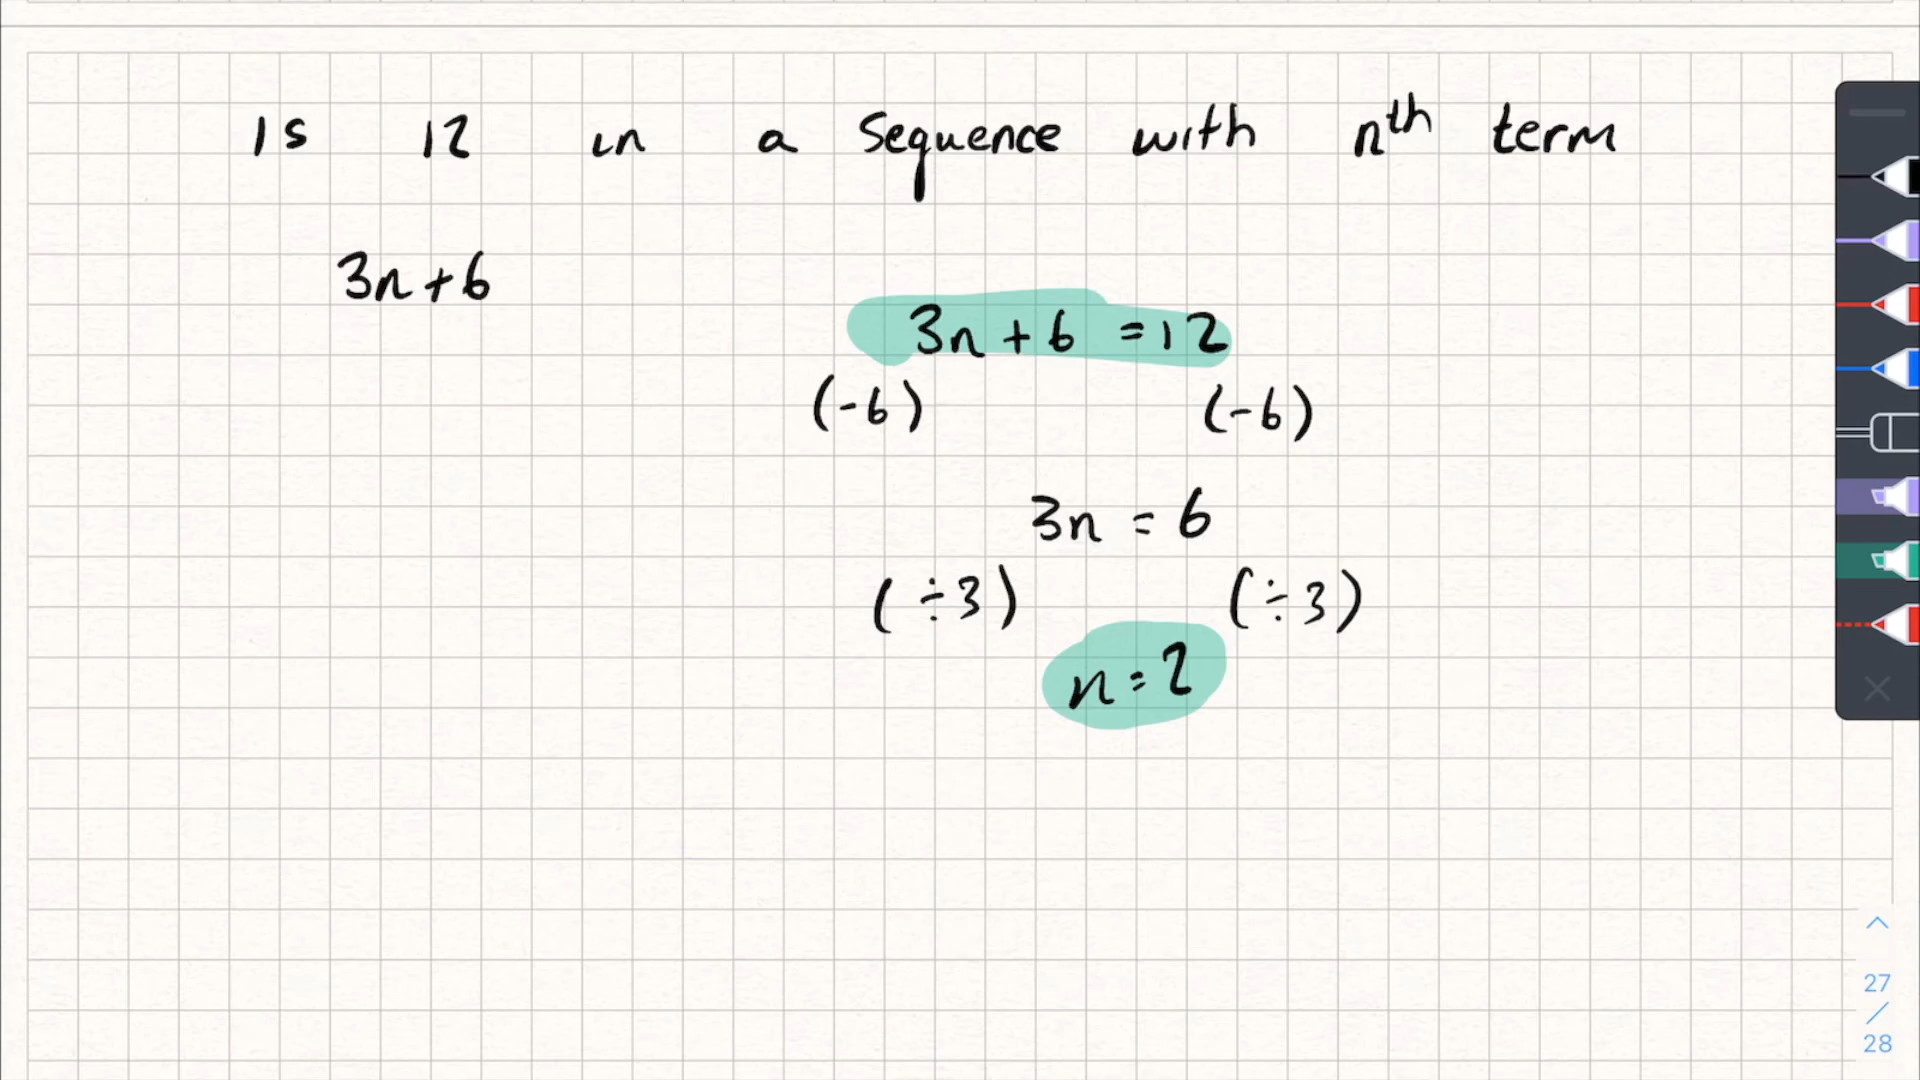 Is 12 in a sequence with nth term
3n+6
3n + 6 = 12
(-6) (-6)
3n = 6
(÷3) (÷3)
n = 2
27
/
28